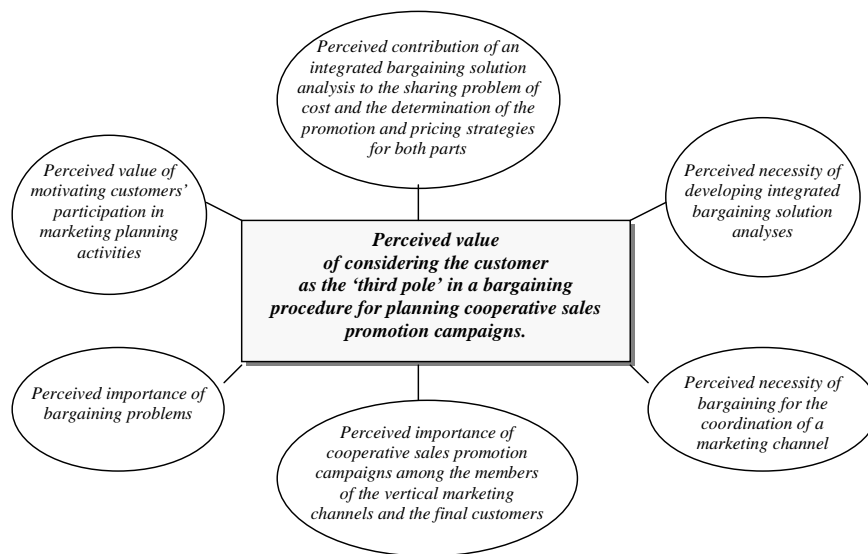 Perceived contribution of an
integrated bargaining solution
analysis to the sharing problem of
cost and the determination of the
promotion and pricing strategies
for both parts
Perceived value of
motivating customers’
participation in
marketing planning
activities
Perceived necessity of
developing integrated
bargaining solution
analyses
Perceived value
of considering the customer
as the ‘third pole’ in a bargaining
procedure for planning cooperative sales
promotion campaigns.
Perceived importance of
bargaining problems
Perceived importance of
cooperative sales promotion
campaigns among the members
of the vertical marketing
channels and the final customers
Perceived necessity of
bargaining for the
coordination of a
marketing channel